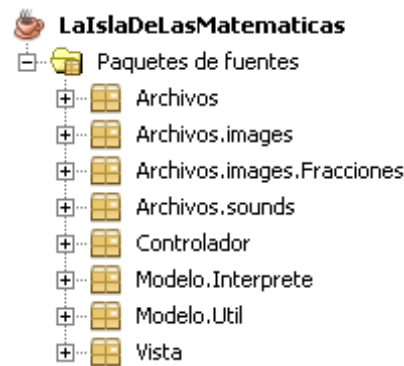 LaIslaDeLasMatematicas
Paquetes de fuentes
Archivos
Archivos.images
Archivos.images.Fracciones
Archivos.sounds
Controlador
Modelo.Interprete
Modelo.Util
Vista